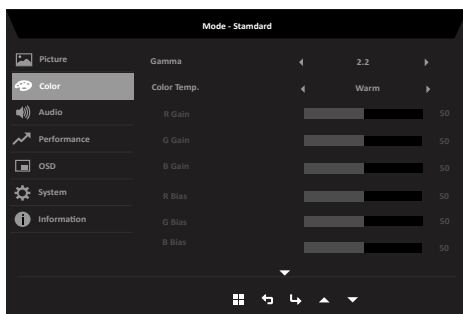 Mode - Stamdard
Picture
Gamma 2.2
Color
Color Temp. Warm
Audio
R Gain 50
Performance
G Gain 50
OSD
B Gain 50
System
R Bias 50
Information
G Bias 50
B Bias 50